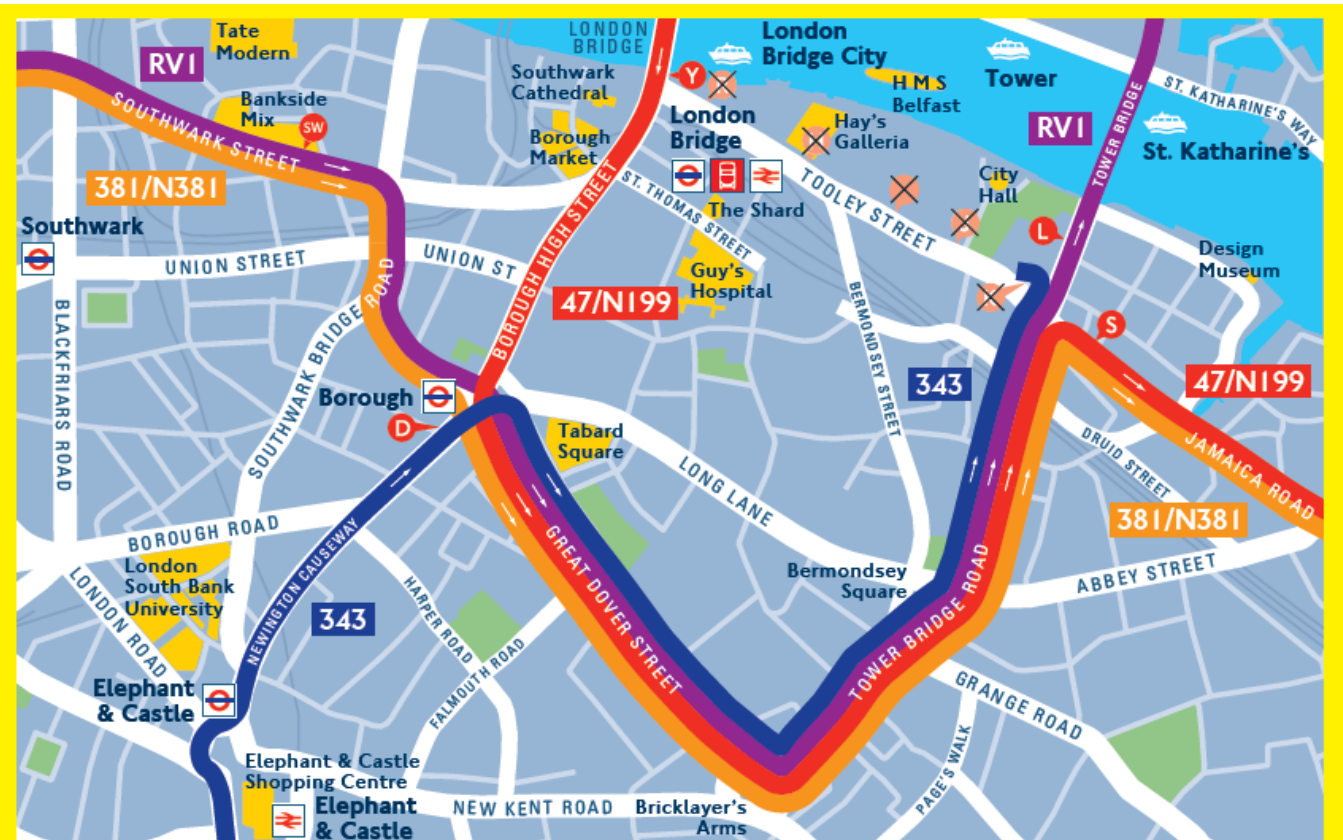 Tate
Modern
RV1
LONDON
BRIDGE
London
Bridge City
Y
Tower
ST. KATHARINE'S WAY
SOUTHWARK STREET
Bankside
Mix
SW
Southwark
Cathedral
H M S
Belfast
RV1
TOWER BRIDGE
St. Katharine's
Borough
Market
London
Bridge
Hay's
Galleria
381/N381
Southwark
ST. THOMAS STREET
The Shard
TOOLEY STREET
City
Hall
L
UNION STREET
UNION ST
BOROUGH HIGH STREET
Guy's
Hospital
Design
Museum
47/N199
BLACKFRIARS ROAD
SOUTHWARK BRIDGE ROAD
BERMONDSEY STREET
S
343
47/N199
Borough
D
Tabard
Square
LONG LANE
DRUID STREET
JAMAICA ROAD
381/N381
BOROUGH ROAD
London
South Bank
University
LONDON ROAD
NEWINGTON CAUSEWAY
343
HARPER ROAD
GREAT DOVER STREET
Bermondsey
Square
TOWER BRIDGE ROAD
ABBEY STREET
FALMOUTH ROAD
GRANGE ROAD
Elephant
& Castle
PAGE'S WALK
Elephant & Castle
Shopping Centre
Elephant
& Castle
NEW KENT ROAD
Bricklayer's
Arms